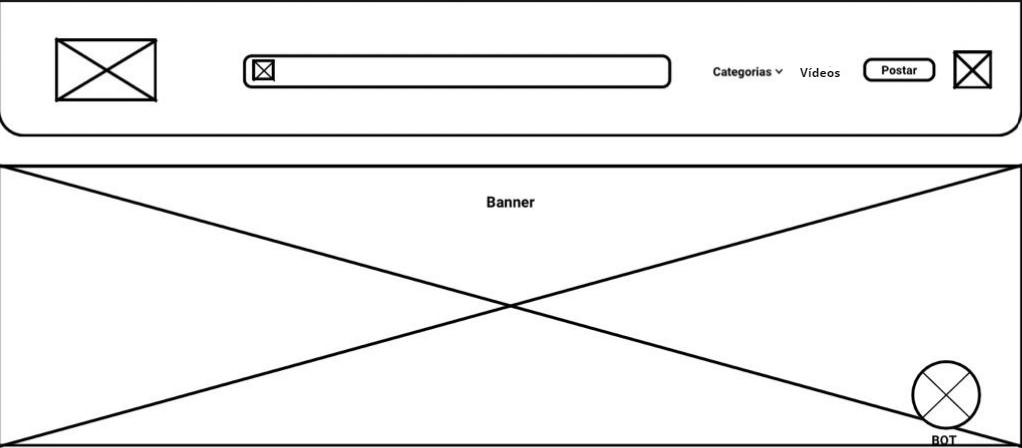 Categorias
Vídeos
Postar
Banner
BOT